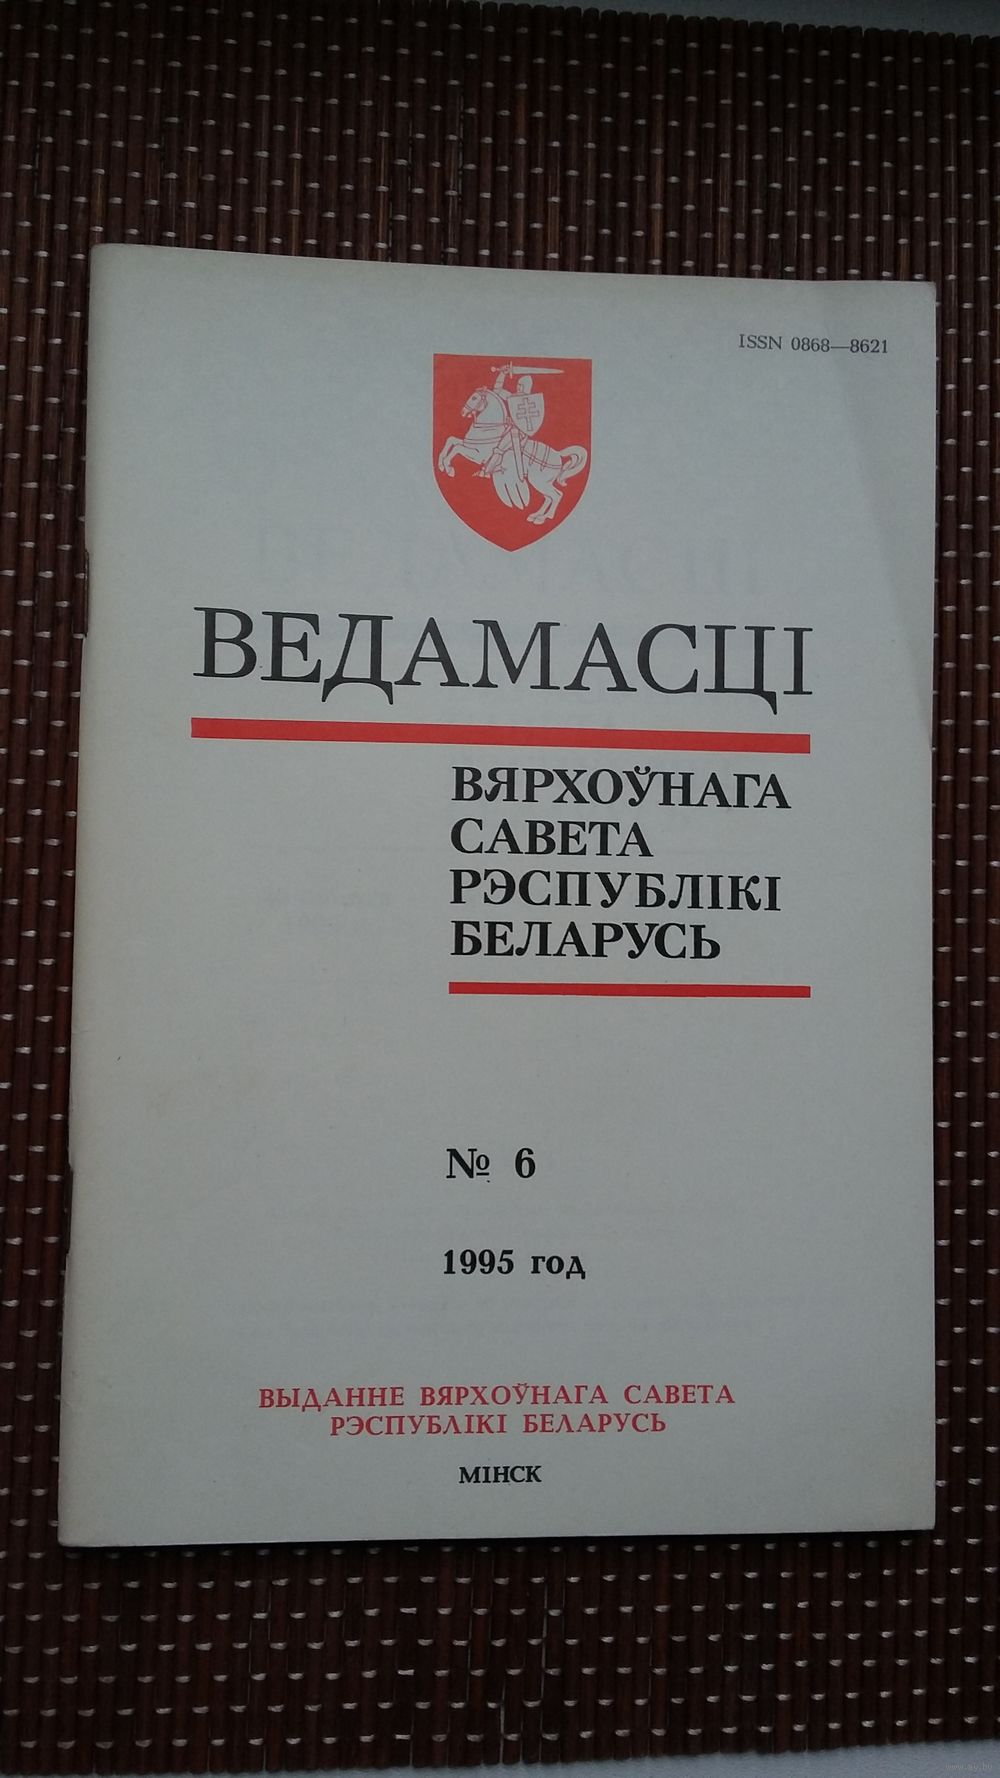 ISSN 0868—8621
ВЕДАМАСЦІ
ВЯРХОЎНАГА
САВЕТА
РЭСПУБЛІКІ
БЕЛАРУСЬ
№ 6
1995 год
ВЫДАННЕ ВЯРХОЎНАГА САВЕТА
РЭСПУБЛІКІ БЕЛАРУСЬ
МІНСК